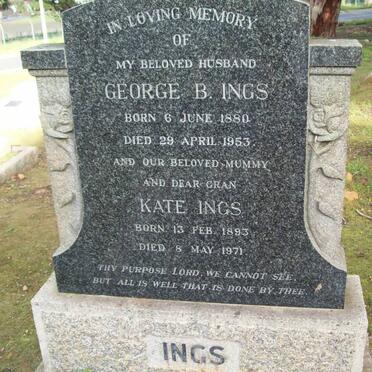 IN LOVING MEMORY
OF
MY BELOVED HUSBAND
GEORGE B. INGS
BORN 6 JUNE 1880
DIED 29 APRIL 1953
AND OUR BELOVED MUMMY
AND DEAR GRAN
KATE INGS
BORN 13 FEB. 1893
DIED 8 MAY 1971
THY PURPOSE LORD, WE CANNOT SEE
BUT ALL IS WELL THAT IS DONE BY THEE.
INGS